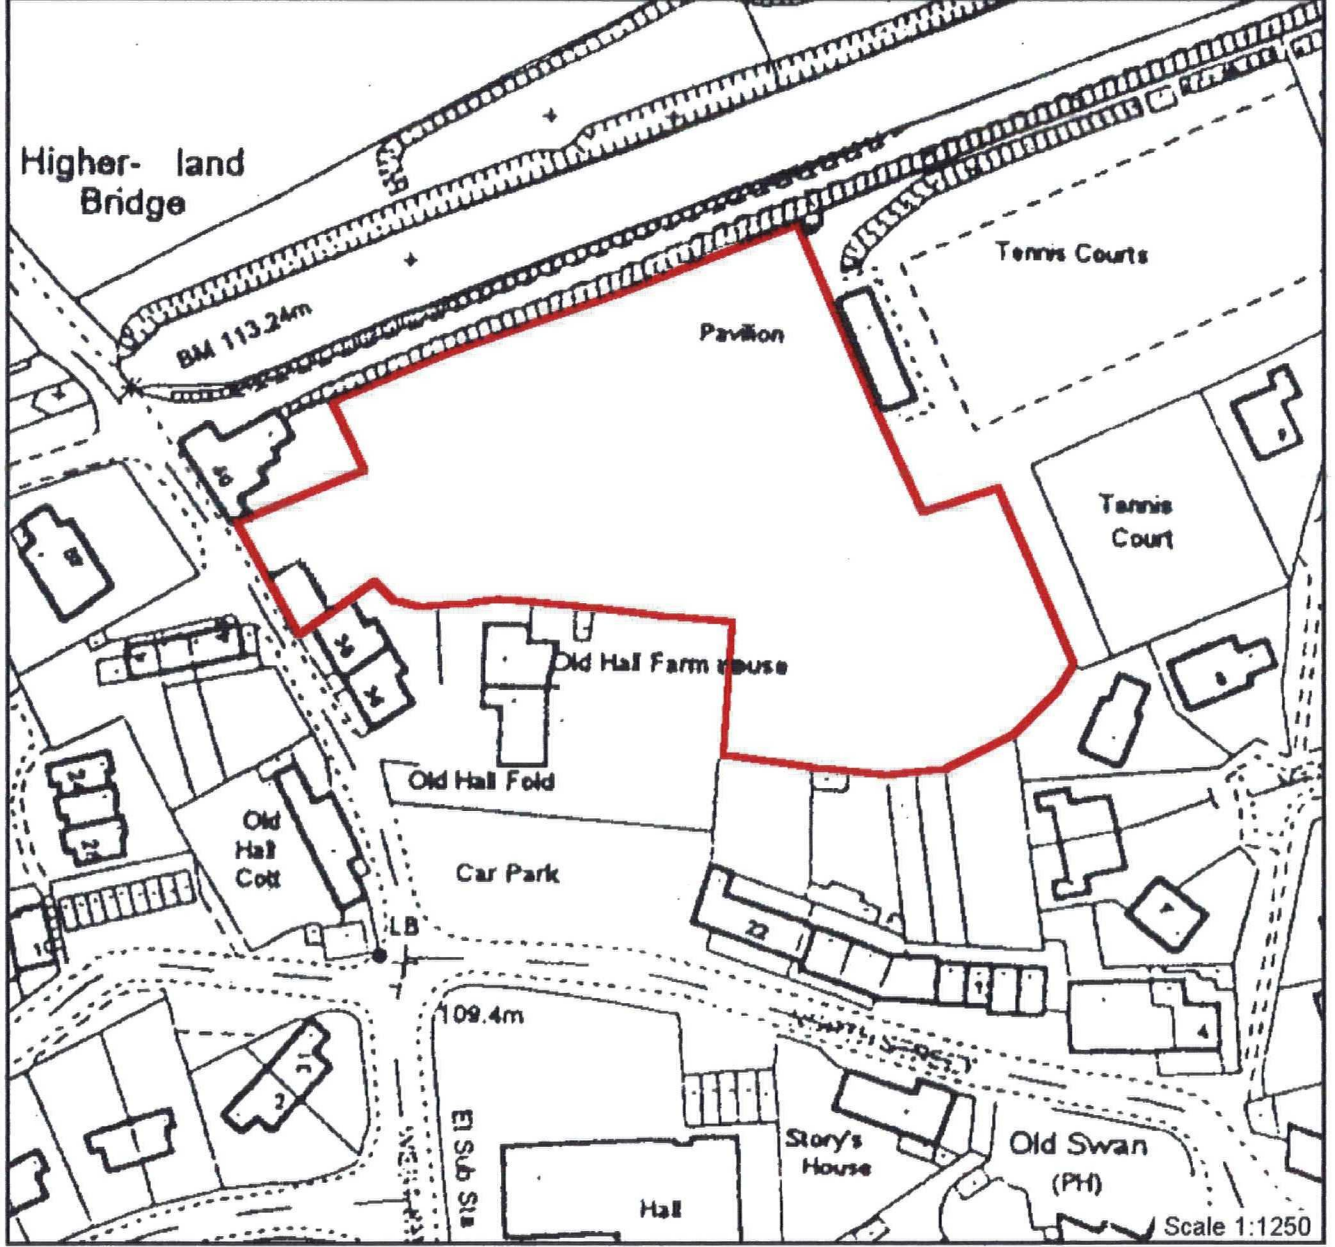 Higher- land
Bridge
BM 113.24m
Tennis Courts
Pavilion
Tennis
Court
Old Hall Farm house
Old Hall Fold
Old
Hall
Cott
Car Park
LB
22
109.4m
El Sub Sta
4
Story's
House
Old Swan
(PH)
Hall
Scale 1:1250